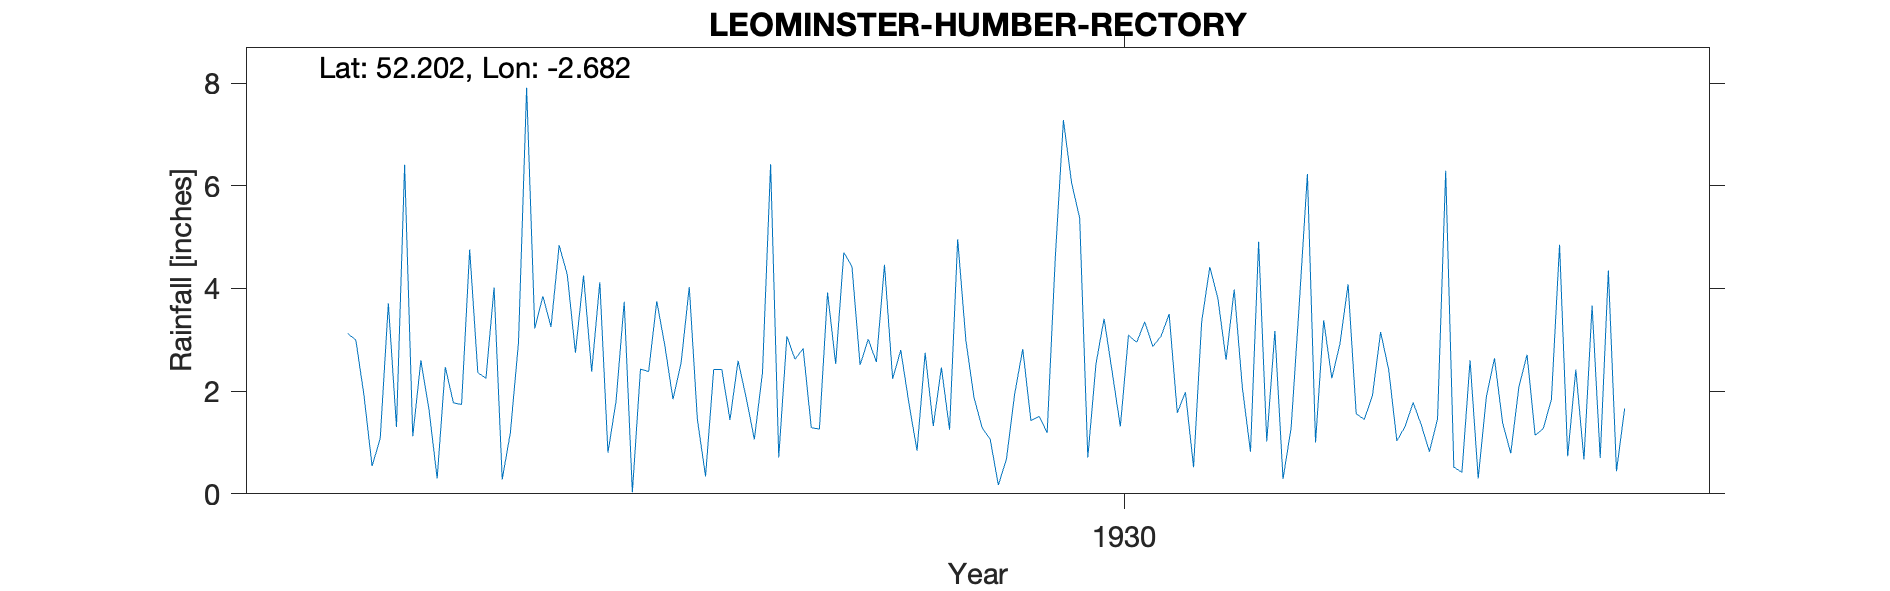 LEOMINSTER-HUMBER-RECTORY
Lat: 52.202, Lon: -2.682
8
6
4
2
0
Rainfall [inches]
1930
Year